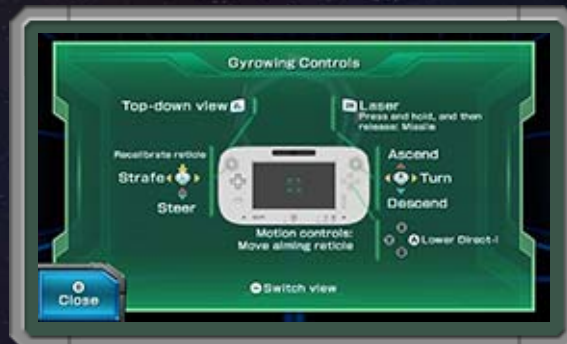 Gyrowing Controls
Top-down view
ZR Laser
Press and hold, and then
release: Missile
Recalibrate reticle
Strafe
Steer
Ascend
Turn
Descend
Motion controls:
Move aiming reticle
A Lower Direct-i
Switch view
B
Close